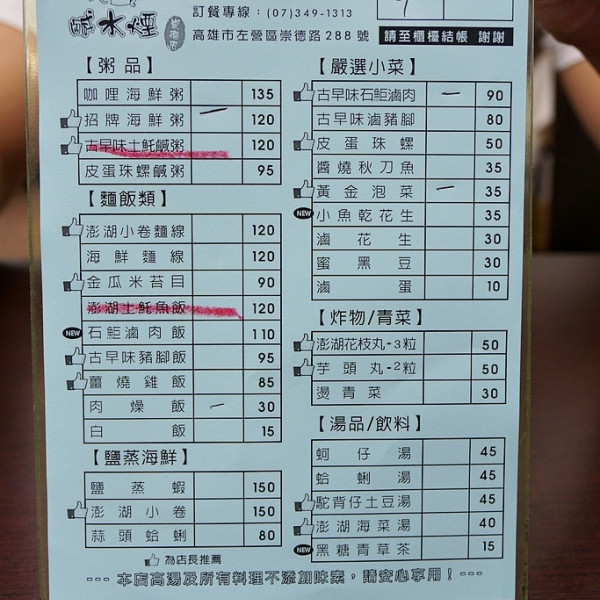 鹹水煙
訂餐專線：(07)349-1313
高雄市左營區崇德路288號 請至櫃檯結帳 謝謝
【粥品】
咖哩海鮮粥 135
招牌海鮮粥 120
古早味土魠鹹粥 120
皮蛋珠螺鹹粥 95
【麵飯類】
澎湖小卷麵線 120
海鮮麵線 120
金瓜米苔目 90
澎湖土魠魚飯 120
NEW 石鮔滷肉飯 110
古早味豬腳飯 95
薑燒雞飯 85
肉燥飯 30
白飯 15
【鹽蒸海鮮】
鹽蒸蝦 150
澎湖小卷 150
蒜頭蛤蜊 80
【嚴選小菜】
古早味石鮔滷肉 90
古早味滷豬腳 80
皮蛋珠螺 50
醬燒秋刀魚 35
黃金泡菜 35
NEW 小魚乾花生 35
滷花生 30
蜜黑豆 30
滷蛋 10
【炸物/青菜】
澎湖花枝丸-3粒 50
芋頭丸-2粒 50
燙青菜 30
【湯品/飲料】
蚵仔湯 45
蛤蜊湯 45
駝背仔土豆湯 45
澎湖海菜湯 40
NEW 黑糖青草茶 15
為店長推薦
---本店高湯及所有料理不添加味素，請安心享用！---